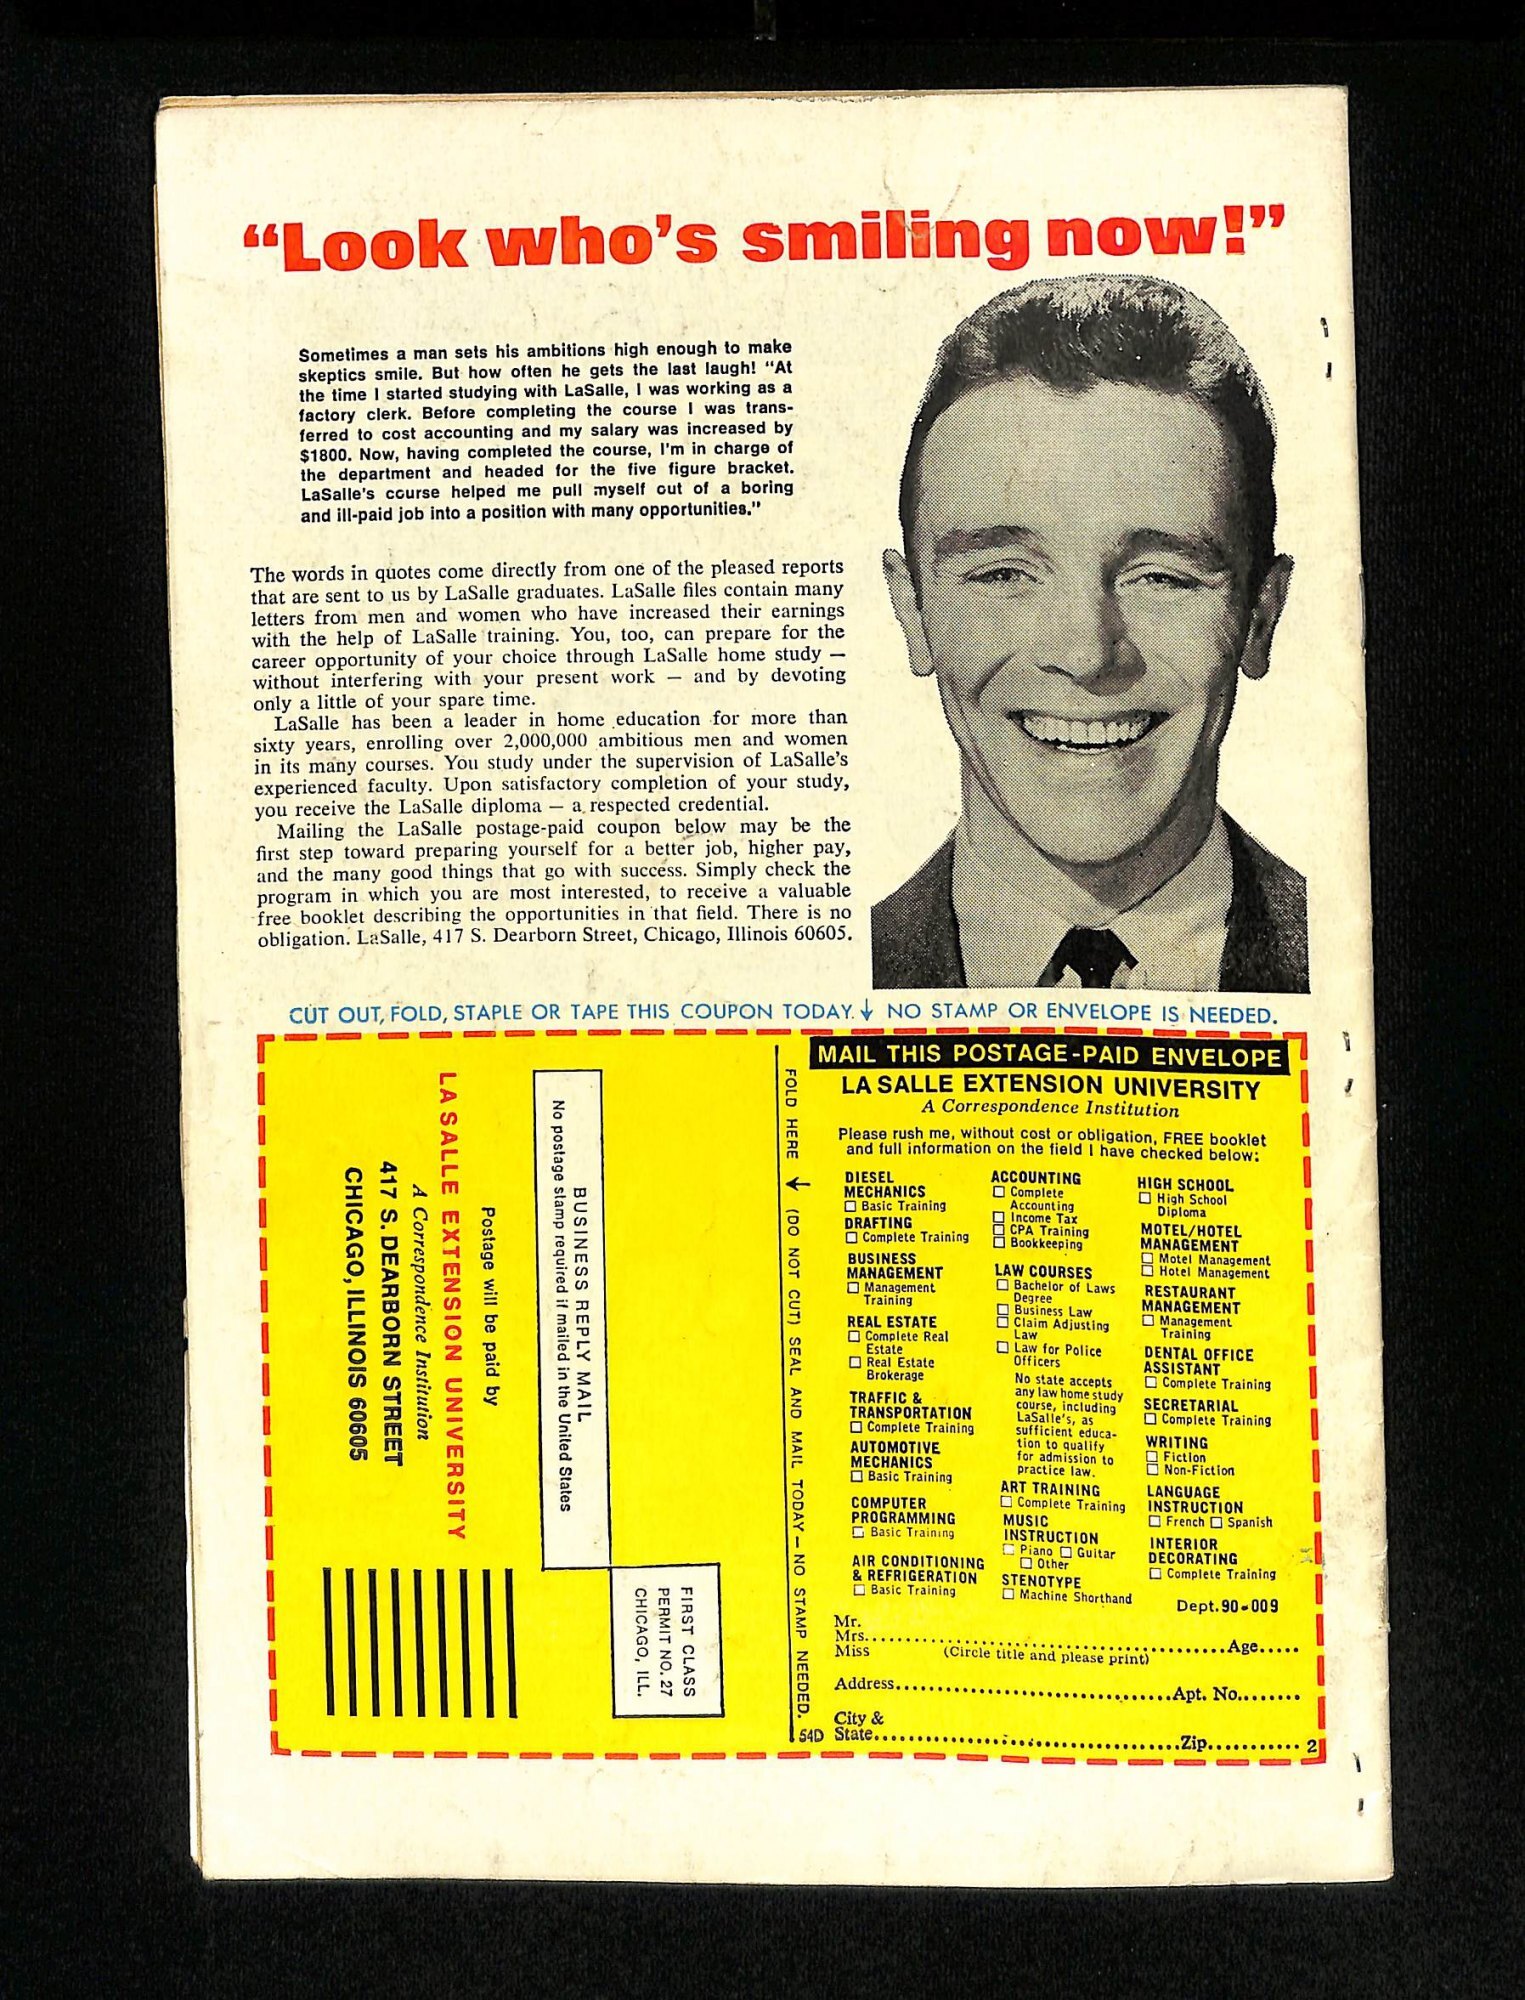 “Look who’s smiling now!”
Sometimes a man sets his ambitions high enough to make
skeptics smile. But how often he gets the last laugh! “At
the time I started studying with LaSalle, I was working as a
factory clerk. Before completing the course I was trans-
ferred to cost accounting and my salary was increased by
$1800. Now, having completed the course, I'm in charge of
the department and headed for the five figure bracket.
LaSalle's course helped me pull myself out of a boring
and ill-paid job into a position with many opportunities.”
The words in quotes come directly from one of the pleased reports
that are sent to us by LaSalle graduates. LaSalle files contain many
letters from men and women who have increased their earnings
with the help of LaSalle training. You, too, can prepare for the
career opportunity of your choice through LaSalle home study —
without interfering with your present work — and by devoting
only a little of your spare time.
LaSalle has been a leader in home education for more than
sixty years, enrolling over 2,000,000 ambitious men and women
in its many courses. You study under the supervision of LaSalle's
experienced faculty. Upon satisfactory completion of your study,
you receive the LaSalle diploma — a respected credential.
Mailing the LaSalle postage-paid coupon below may be the
first step toward preparing yourself for a better job, higher pay,
and the many good things that go with success. Simply check the
program in which you are most interested, to receive a valuable
free booklet describing the opportunities in that field. There is no
obligation. LaSalle, 417 S. Dearborn Street, Chicago, Illinois 60605.
CUT OUT, FOLD, STAPLE OR TAPE THIS COUPON TODAY. ↓ NO STAMP OR ENVELOPE IS NEEDED.
FIRST CLASS
PERMIT NO. 27
CHICAGO, ILL.
BUSINESS REPLY MAIL
No postage stamp required if mailed in the United States
Postage will be paid by
LA SALLE EXTENSION UNIVERSITY
A Correspondence Institution
417 S. DEARBORN STREET
CHICAGO, ILLINOIS 60605
FOLD HERE ↓ (DO NOT CUT) SEAL AND MAIL TODAY — NO STAMP NEEDED.
MAIL THIS POSTAGE-PAID ENVELOPE
LA SALLE EXTENSION UNIVERSITY
A Correspondence Institution
Please rush me, without cost or obligation, FREE booklet
and full information on the field I have checked below:
DIESEL
MECHANICS
☐ Basic Training
DRAFTING
☐ Complete Training
BUSINESS
MANAGEMENT
☐ Management
Training
REAL ESTATE
☐ Complete Real
Estate
☐ Real Estate
Brokerage
TRAFFIC &
TRANSPORTATION
☐ Complete Training
AUTOMOTIVE
MECHANICS
☐ Basic Training
COMPUTER
PROGRAMMING
☐ Basic Training
AIR CONDITIONING
& REFRIGERATION
☐ Basic Training
ACCOUNTING
☐ Complete
Accounting
☐ Income Tax
☐ CPA Training
☐ Bookkeeping
LAW COURSES
☐ Bachelor of Laws
Degree
☐ Business Law
☐ Claim Adjusting
Law
☐ Law for Police
Officers
No state accepts
any law home study
course, including
LaSalle's, as
sufficient educa-
tion to qualify
for admission to
practice law.
ART TRAINING
☐ Complete Training
MUSIC
INSTRUCTION
☐ Piano ☐ Guitar
☐ Other
STENOTYPE
☐ Machine Shorthand
HIGH SCHOOL
☐ High School
Diploma
MOTEL/HOTEL
MANAGEMENT
☐ Motel Management
☐ Hotel Management
RESTAURANT
MANAGEMENT
☐ Management
Training
DENTAL OFFICE
ASSISTANT
☐ Complete Training
SECRETARIAL
☐ Complete Training
WRITING
☐ Fiction
☐ Non-Fiction
LANGUAGE
INSTRUCTION
☐ French ☐ Spanish
INTERIOR
DECORATING
☐ Complete Training
Dept. 90-009
Mr.
Mrs. .......... Age.....
Miss (Circle title and please print)
Address .......... Apt. No. ........
City &
State .......... Zip ..........
54D
2